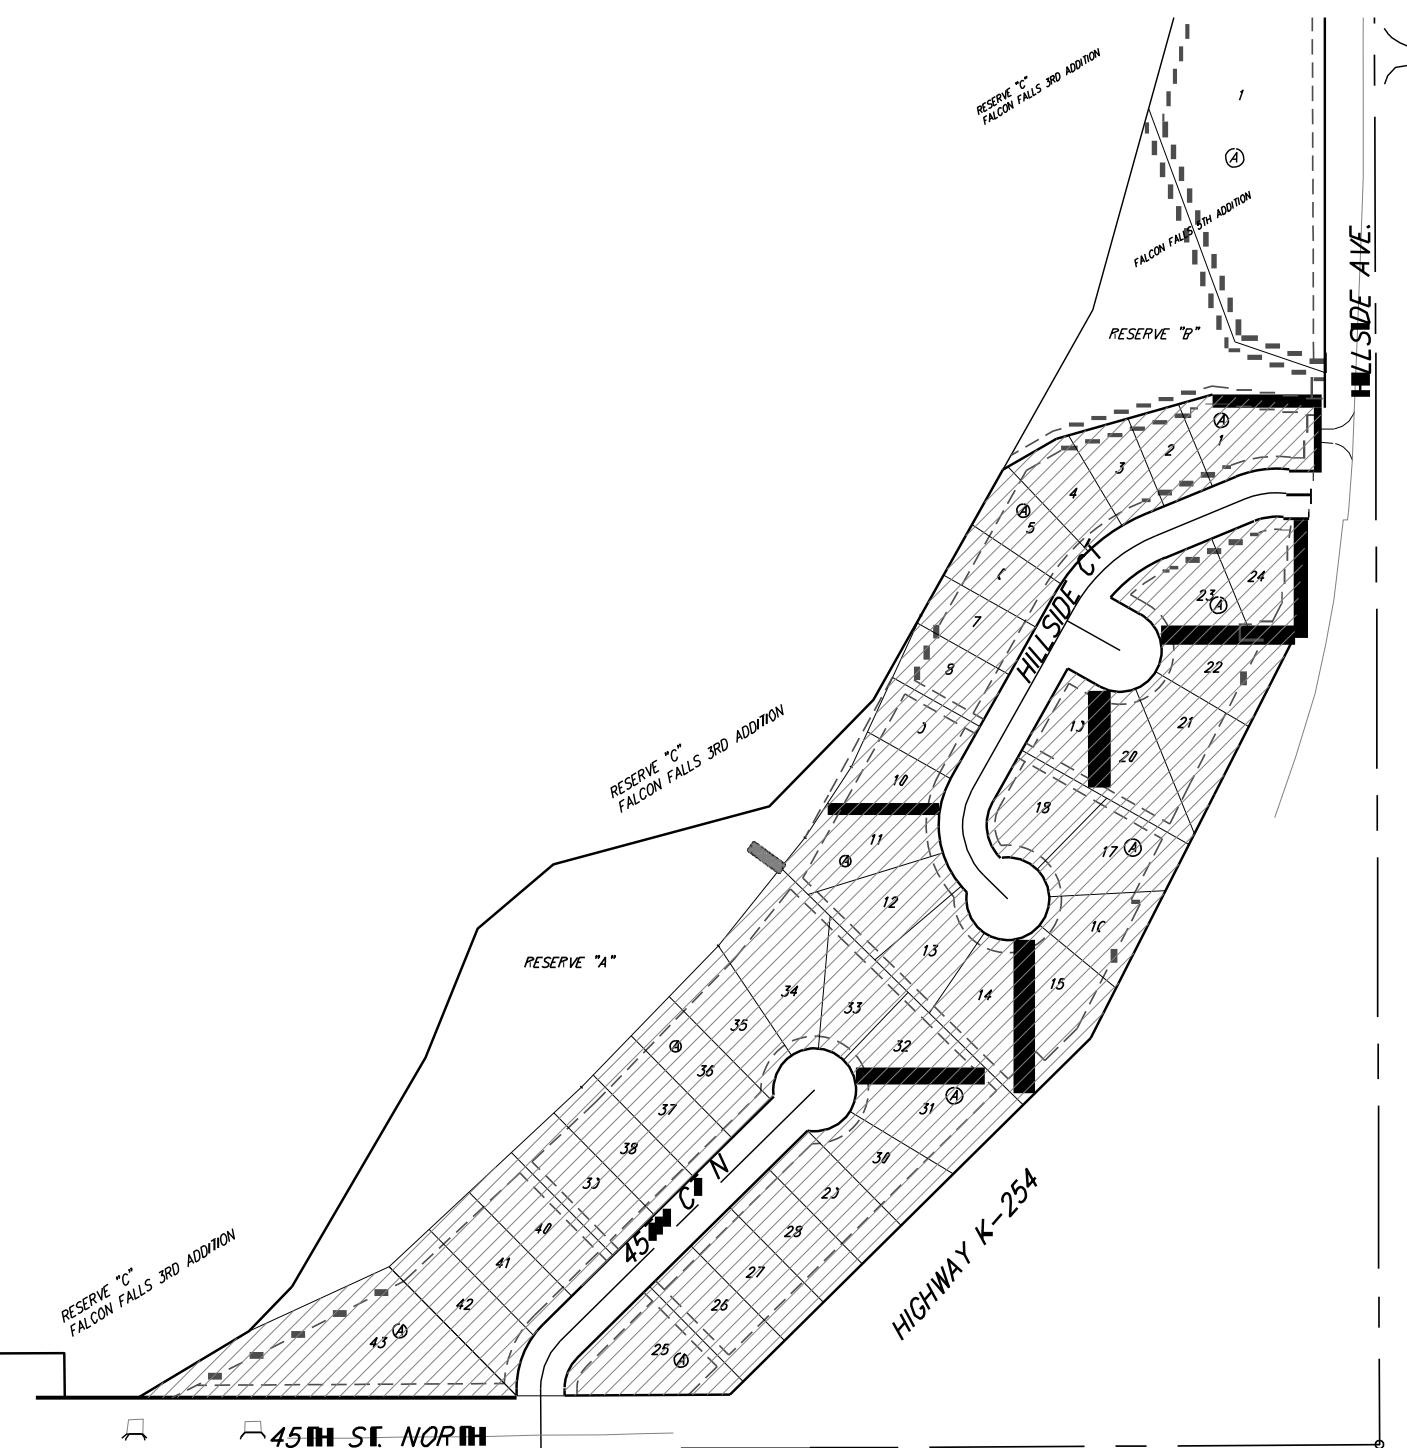 RESERVE "C"
FALCON FALLS 3RD ADDITION
1
A
FALCON FALLS 5TH ADDITION
HILLSIDE AVE.
RESERVE "B"
A
1
2
3
4
A
5
7
8
10
HILLSIDE CT
24
23
A
22
21
20
18
17
A
RESERVE "C"
FALCON FALLS 3RD ADDITION
11
A
12
13
14
15
RESERVE "A"
34
33
32
35
A
36
37
38
40
41
42
43
A
31
A
30
28
27
26
25
A
45TH CT N
HIGHWAY K-254
RESERVE "C"
FALCON FALLS 3RD ADDITION
45TH ST. NORTH